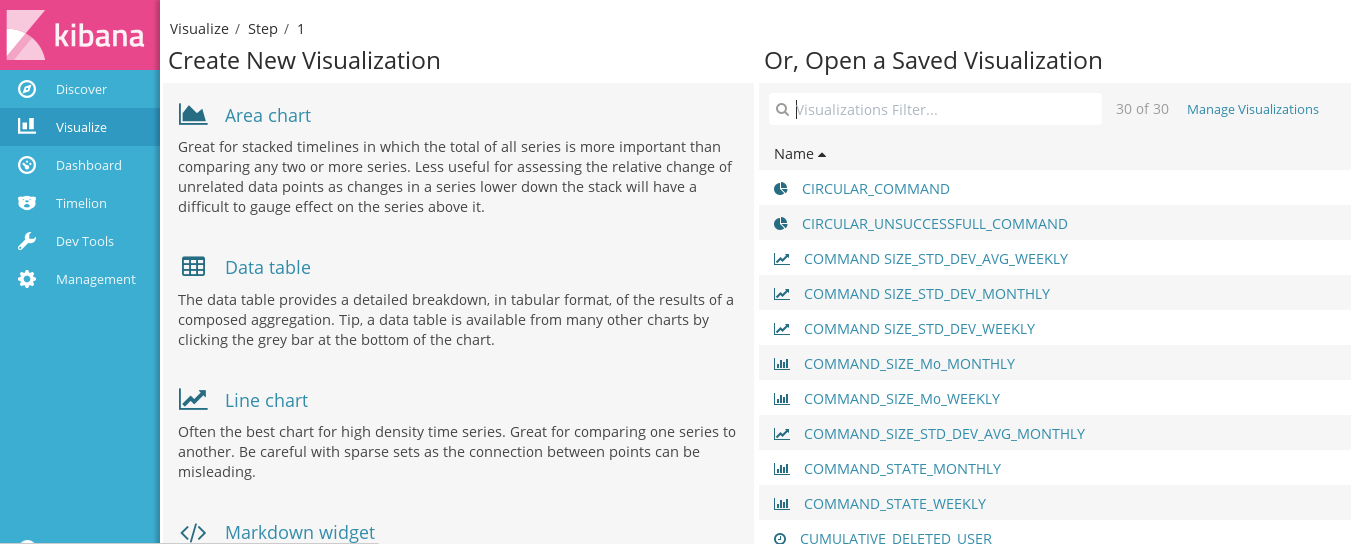 kibana
Discover
Visualize
Dashboard
Timelion
Dev Tools
Management
Visualize / Step / 1
Create New Visualization
Area chart
Great for stacked timelines in which the total of all series is more important than
comparing any two or more series. Less useful for assessing the relative change of
unrelated data points as changes in a series lower down the stack will have a
difficult to gauge effect on the series above it.
Data table
The data table provides a detailed breakdown, in tabular format, of the results of a
composed aggregation. Tip, a data table is available from many other charts by
clicking the grey bar at the bottom of the chart.
Line chart
Often the best chart for high density time series. Great for comparing one series to
another. Be careful with sparse sets as the connection between points can be
misleading.
Markdown widget
Or, Open a Saved Visualization
Visualizations Filter... 30 of 30 Manage Visualizations
Name
CIRCULAR_COMMAND
CIRCULAR_UNSUCCESSFULL_COMMAND
COMMAND SIZE_STD_DEV_AVG_WEEKLY
COMMAND SIZE_STD_DEV_MONTHLY
COMMAND SIZE_STD_DEV_WEEKLY
COMMAND_SIZE_Mo_MONTHLY
COMMAND_SIZE_Mo_WEEKLY
COMMAND_SIZE_STD_DEV_AVG_MONTHLY
COMMAND_STATE_MONTHLY
COMMAND_STATE_WEEKLY
CUMULATIVE_DELETED_USER